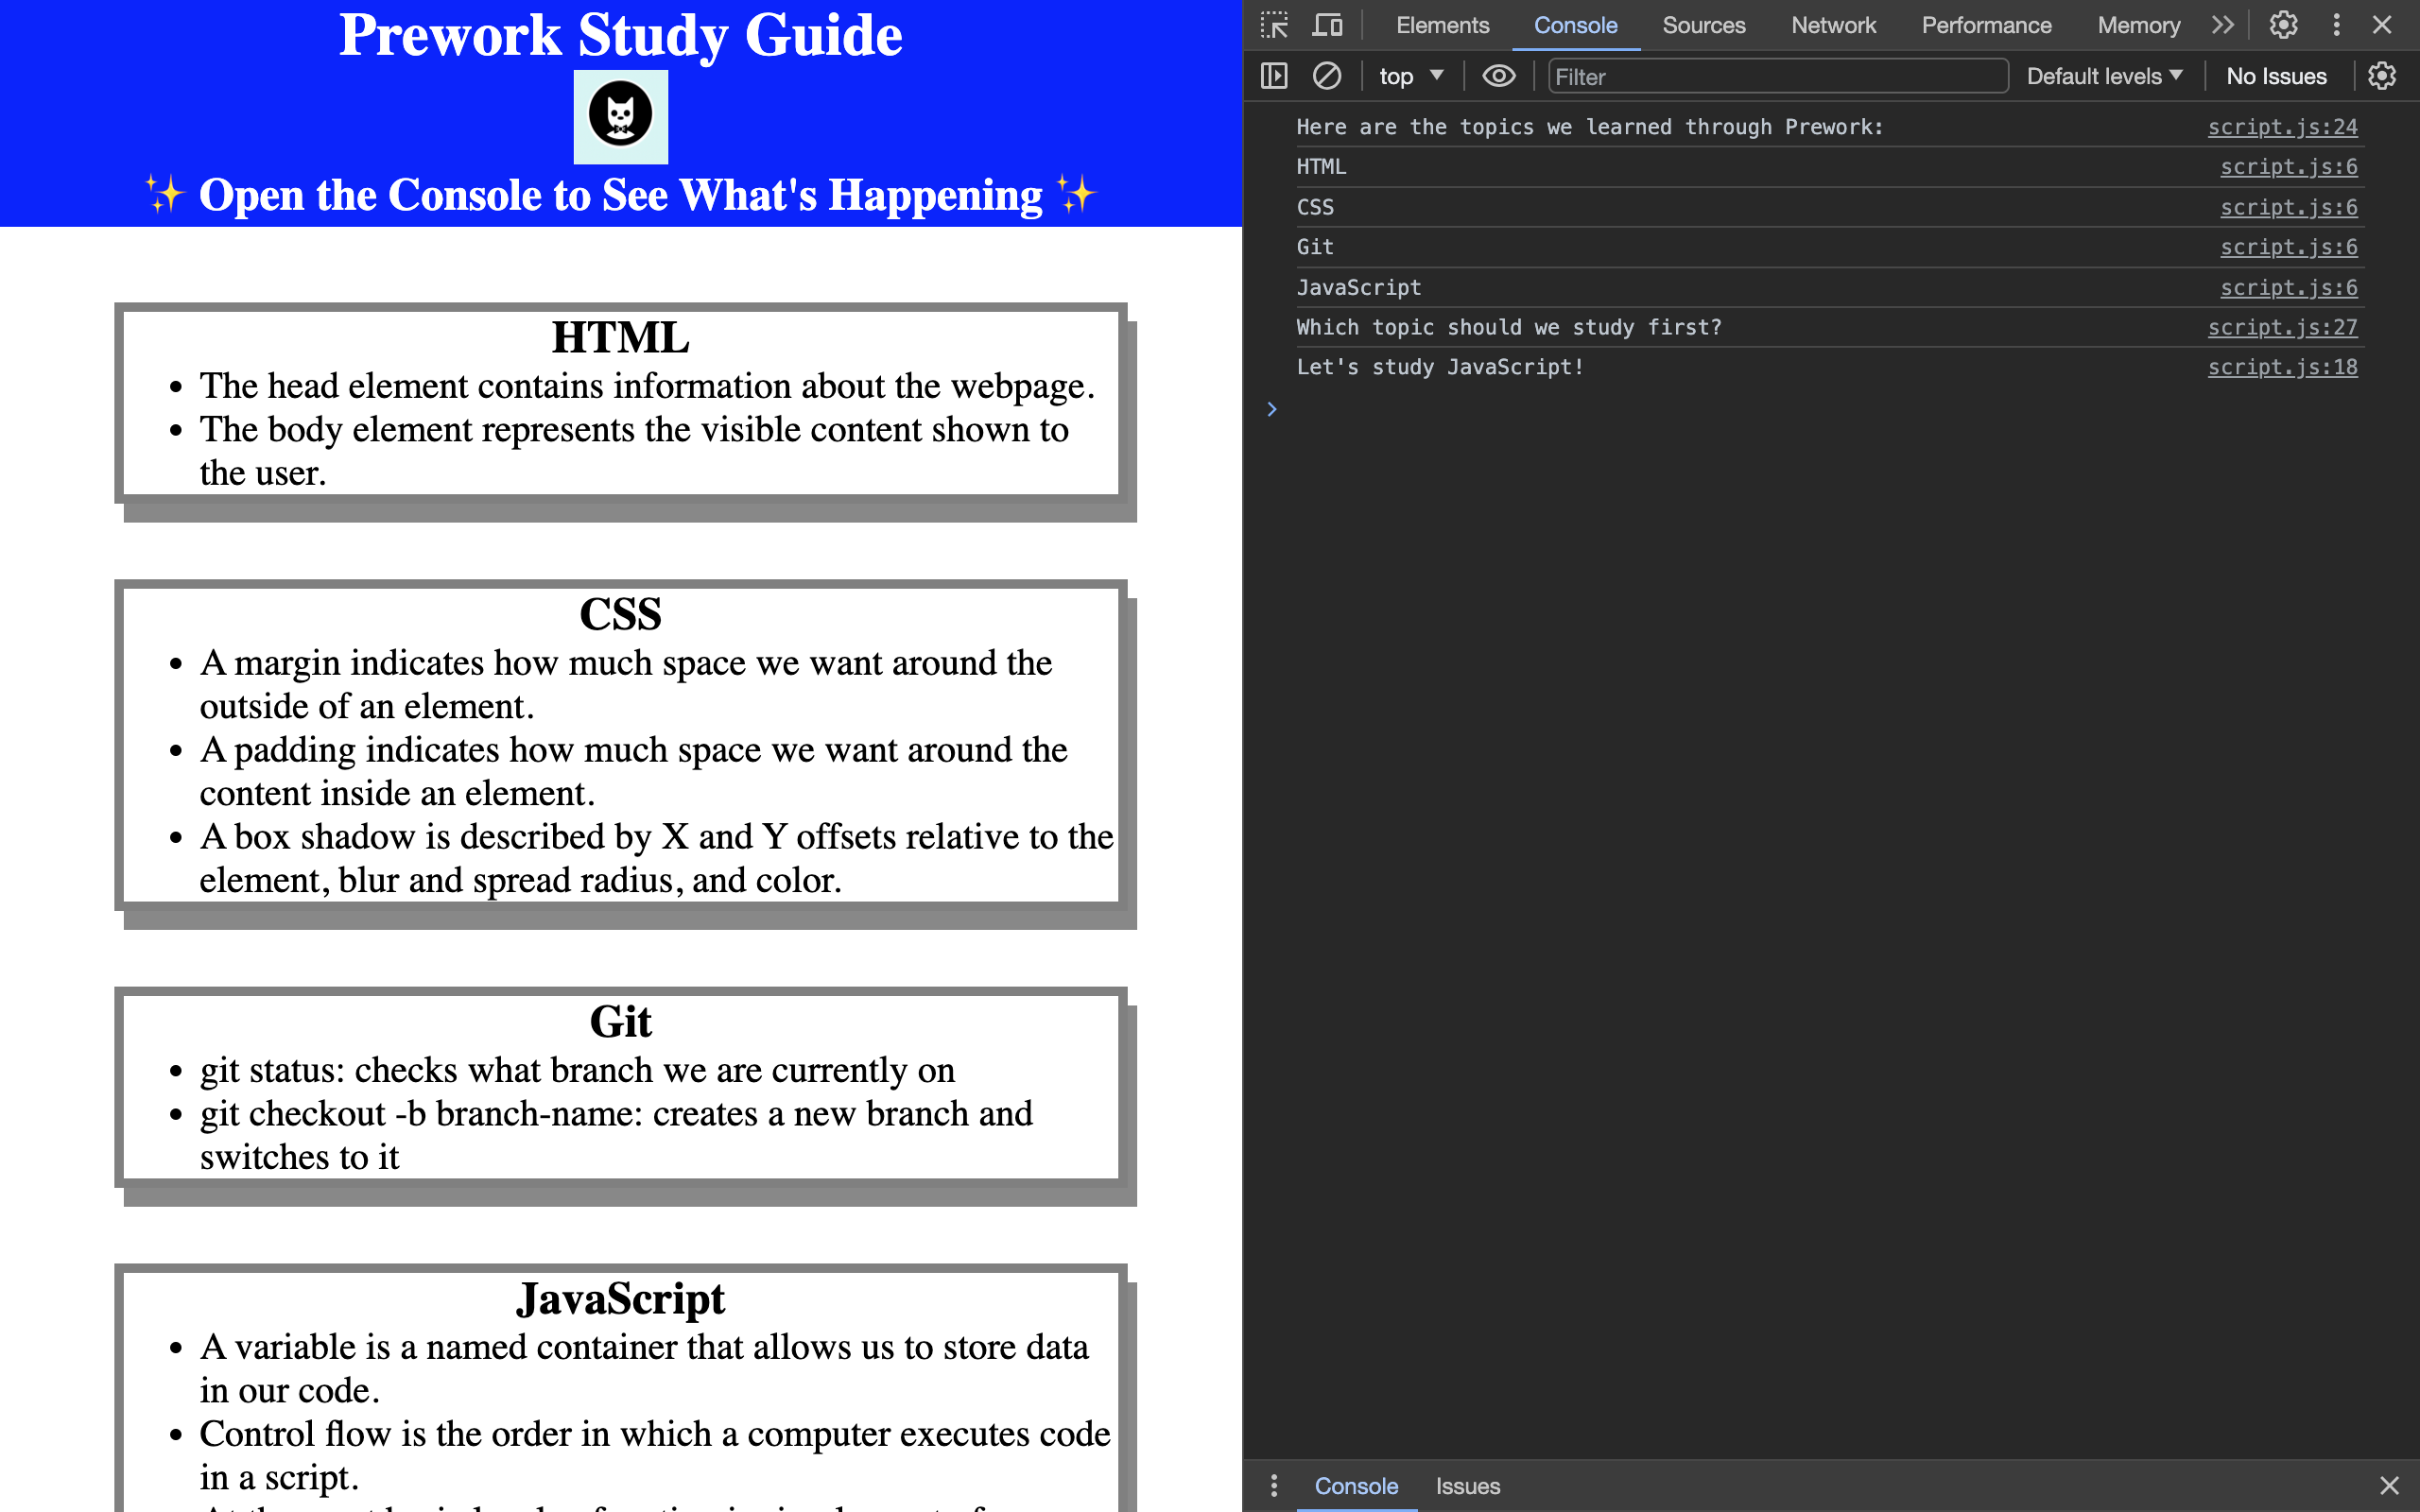 Prework Study Guide
✨ Open the Console to See What's Happening ✨
HTML
• The head element contains information about the webpage.
• The body element represents the visible content shown to
the user.
CSS
• A margin indicates how much space we want around the
outside of an element.
• A padding indicates how much space we want around the
content inside an element.
• A box shadow is described by X and Y offsets relative to the
element, blur and spread radius, and color.
Git
• git status: checks what branch we are currently on
• git checkout -b branch-name: creates a new branch and
switches to it
JavaScript
• A variable is a named container that allows us to store data
in our code.
• Control flow is the order in which a computer executes code
in a script.
Elements Console Sources Network Performance Memory
top Filter Default levels No Issues
Here are the topics we learned through Prework: script.js:24
HTML script.js:6
CSS script.js:6
Git script.js:6
JavaScript script.js:6
Which topic should we study first? script.js:27
Let's study JavaScript! script.js:18
Console Issues